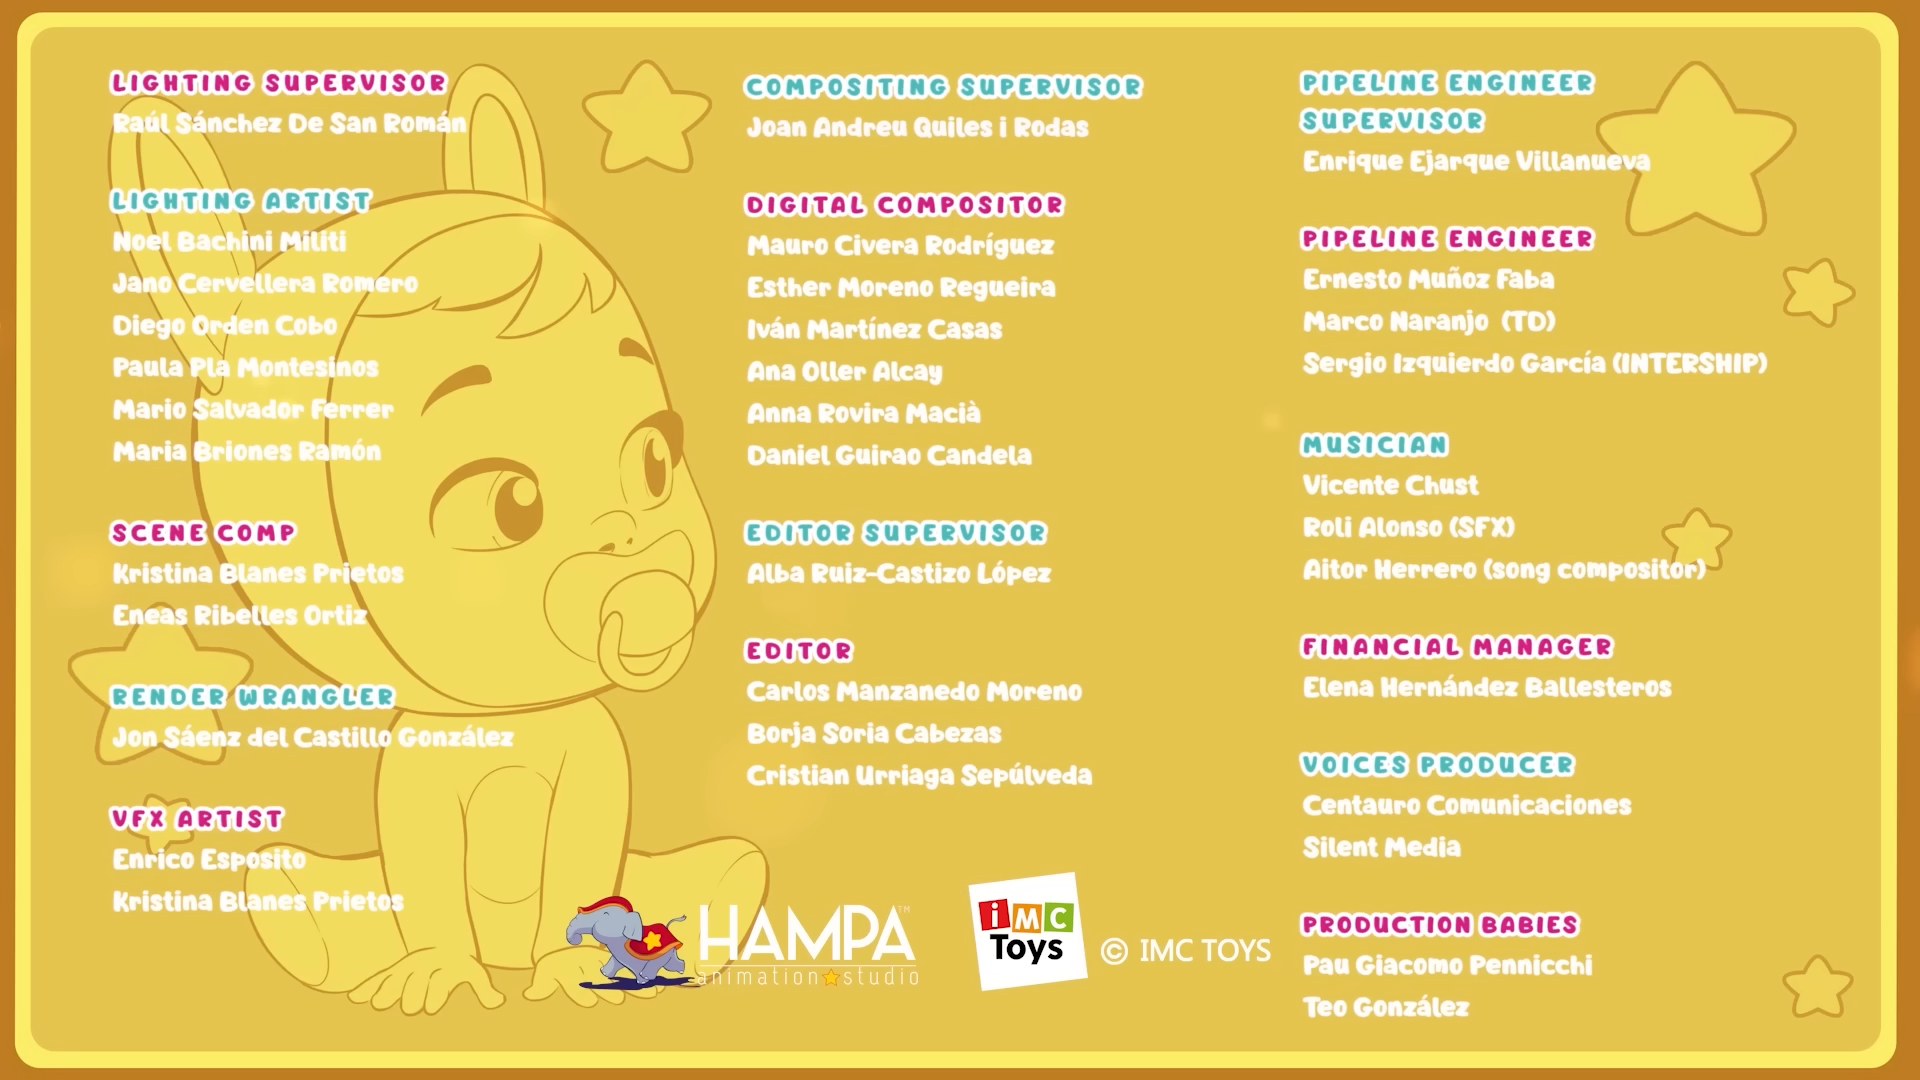 LIGHTING SUPERVISOR
Raúl Sánchez De San Román
LIGHTING ARTIST
Noel Bachini Militi
Jano Cervellera Romero
Diego Orden Cobo
Paula Pla Montesinos
Mario Salvador Ferrer
Maria Briones Ramón
SCENE COMP
Kristina Blanes Prietos
Eneas Ribelles Ortiz
RENDER WRANGLER
Jon Sáenz del Castillo González
VFX ARTIST
Enrico Esposito
Kristina Blanes Prietos
COMPOSITING SUPERVISOR
Joan Andreu Quiles i Rodas
DIGITAL COMPOSITOR
Mauro Civera Rodríguez
Esther Moreno Regueira
Iván Martínez Casas
Ana Oller Alcay
Anna Rovira Macià
Daniel Guirao Candela
EDITOR SUPERVISOR
Alba Ruiz-Castizo López
EDITOR
Carlos Manzanedo Moreno
Borja Soria Cabezas
Cristian Urriaga Sepúlveda
HAMPA™
animation studio
iMC
Toys
© IMC TOYS
PIPELINE ENGINEER
SUPERVISOR
Enrique Ejarque Villanueva
PIPELINE ENGINEER
Ernesto Muñoz Faba
Marco Naranjo (TD)
Sergio Izquierdo García (INTERSHIP)
MUSICIAN
Vicente Chust
Roli Alonso (SFX)
Aitor Herrero (song compositor)
FINANCIAL MANAGER
Elena Hernández Ballesteros
VOICES PRODUCER
Centauro Comunicaciones
Silent Media
PRODUCTION BABIES
Pau Giacomo Pennicchi
Teo González